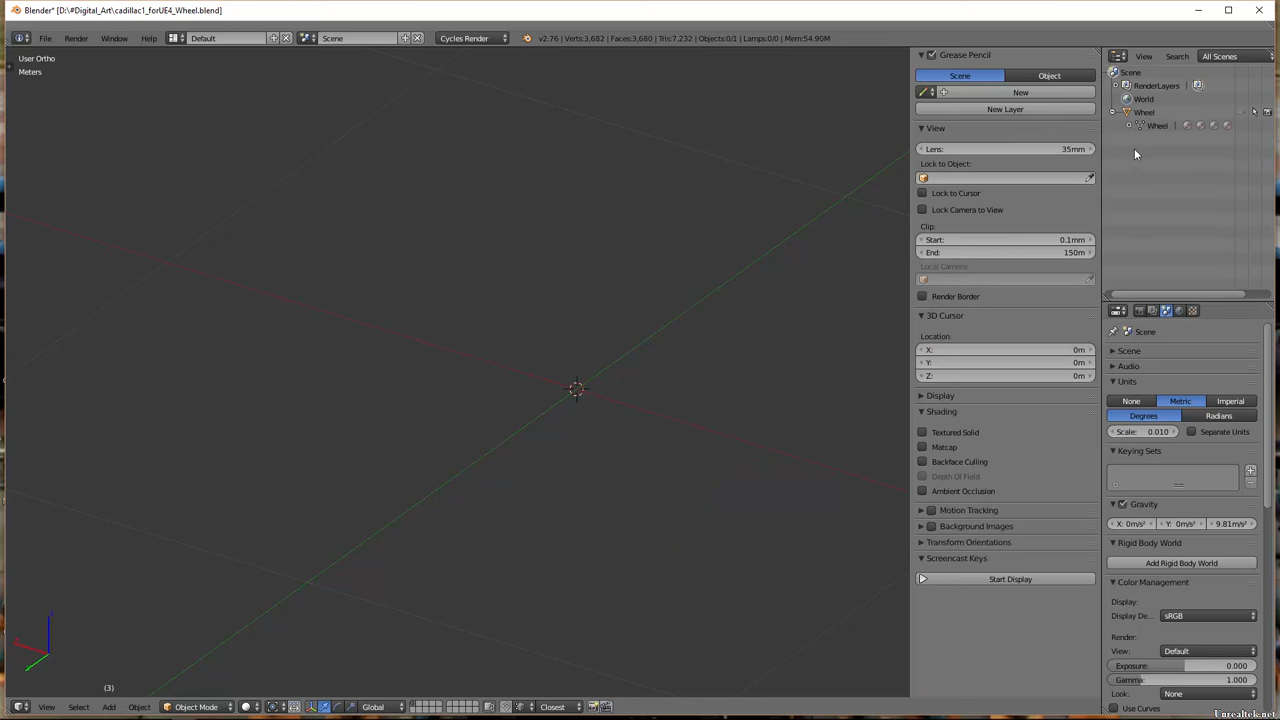 Blender* [D:\#Digital_Art\cadillac1_forUE4_Wheel.blend]
File Render Window Help Default Scene Cycles Render v2.76 | Verts:3,682 | Faces:3,680 | Tris:7,232 | Objects:0/1 | Lamps:0/0 | Mem:54.90M
User Ortho
Meters
Grease Pencil
Scene Object
New
New Layer
View
Lens: 35mm
Lock to Object:
Lock to Cursor
Lock Camera to View
Clip:
Start: 0.1mm
End: 150m
Local Camera:
Render Border
3D Cursor
Location:
X: 0m
Y: 0m
Z: 0m
Display
Shading
Textured Solid
Matcap
Backface Culling
Depth Of Field
Ambient Occlusion
Motion Tracking
Background Images
Transform Orientations
Screencast Keys
Start Display
View Search All Scenes
Scene
RenderLayers
World
Wheel
Wheel
Scene
Scene
Audio
Units
None Metric Imperial
Degrees Radians
Scale: 0.010 Separate Units
Keying Sets
Gravity
X: 0m/s² Y: 0m/s² 9.81m/s²
Rigid Body World
Add Rigid Body World
Color Management
Display:
Display De... sRGB
Render:
View: Default
Exposure: 0.000
Gamma: 1.000
Look: None
Use Curves
(3)
View Select Add Object Object Mode Global Closest
Unrealtek.net